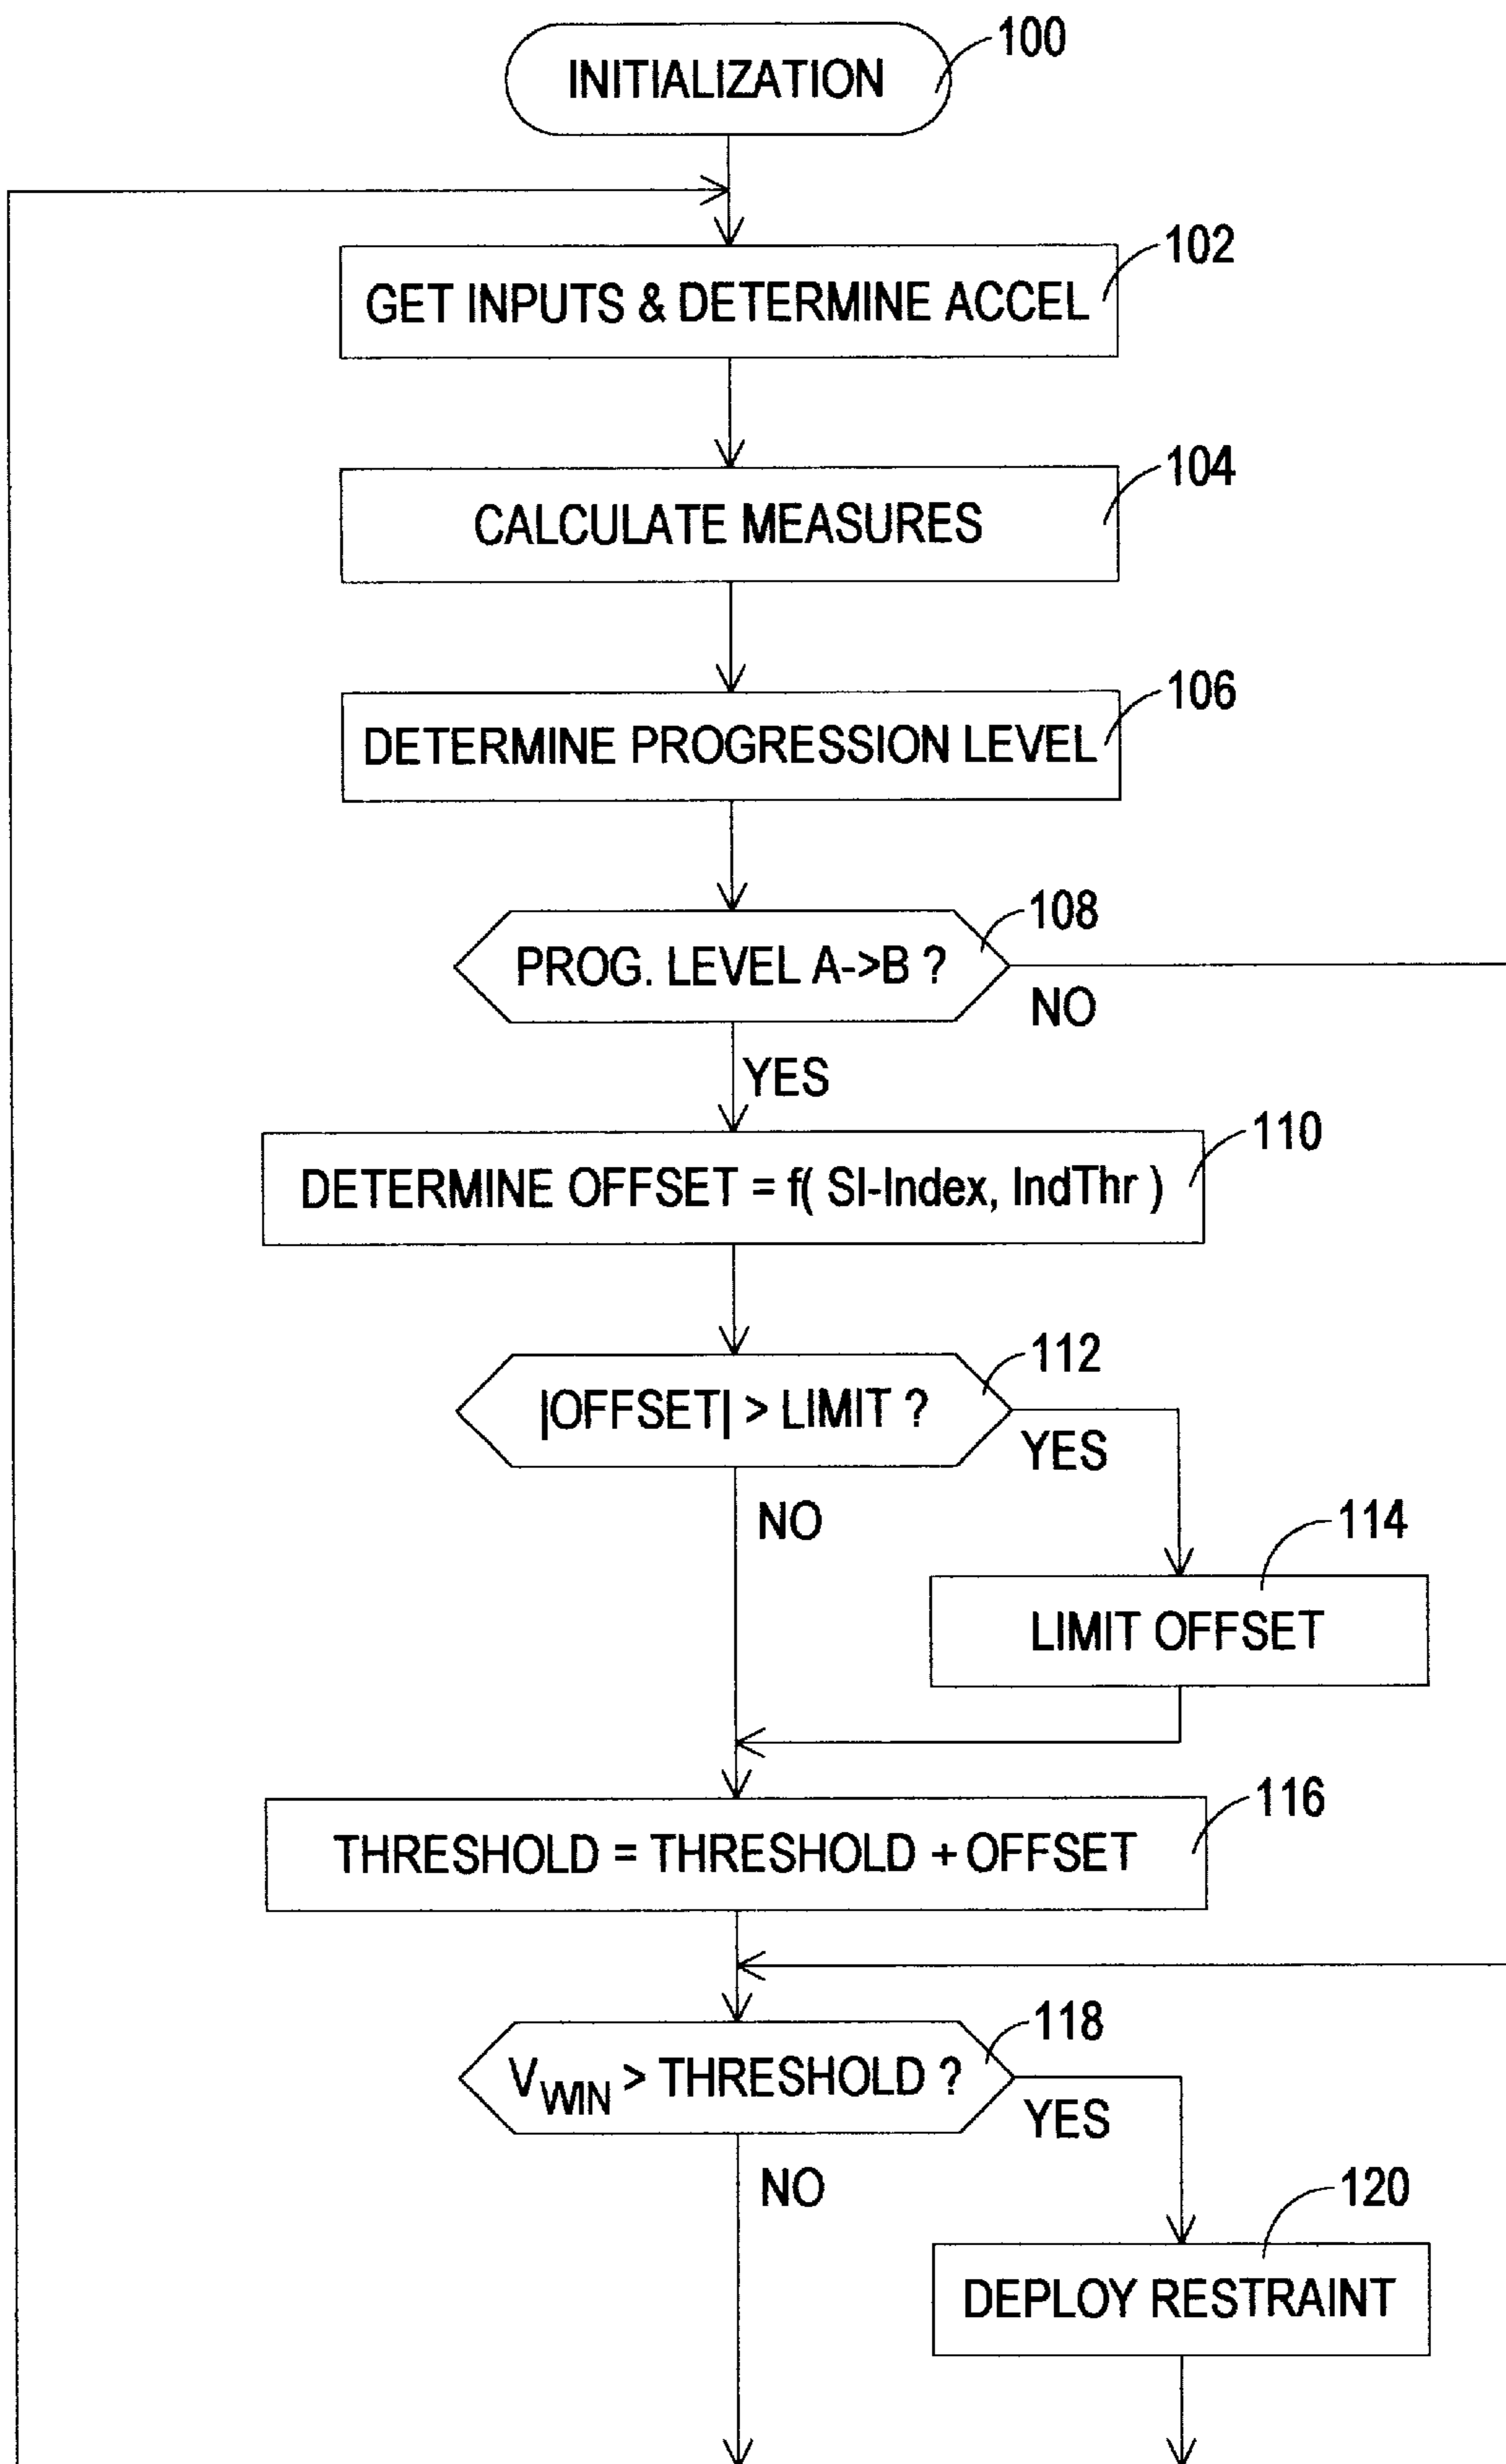 INITIALIZATION
100
GET INPUTS & DETERMINE ACCEL
102
CALCULATE MEASURES
104
DETERMINE PROGRESSION LEVEL
106
PROG. LEVEL A->B ?
108
NO
YES
DETERMINE OFFSET = f( SI-Index, IndThr )
110
|OFFSET| > LIMIT ?
112
YES
NO
114
LIMIT OFFSET
THRESHOLD = THRESHOLD + OFFSET
116
VWIN > THRESHOLD ?
118
YES
NO
120
DEPLOY RESTRAINT